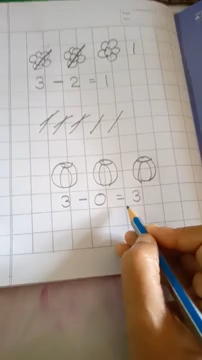 1
3 - 2 = 1
3 - 0 = 3